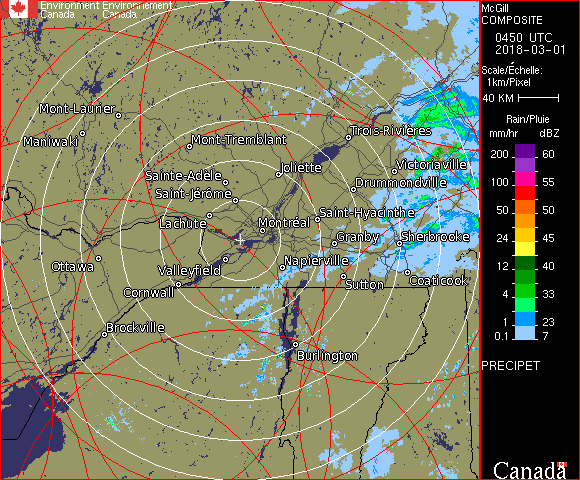 Environment Environnement
Canada Canada
McGill
COMPOSITE
0450 UTC
2018-03-01
Scale/Échelle:
1km/Pixel
40 KM
Rain/Pluie
mm/hr dBZ
200 60
100 55
50 50
24 45
12 40
4 33
1 23
0.1 7
PRECIPET
Canada
Mont-Laurier
Maniwaki
Mont-Tremblant
Trois-Rivières
Sainte-Adèle
Joliette
Victoriaville
Saint-Jérôme
Drummondville
Lachute
Montréal
Saint-Hyacinthe
Granby
Sherbrooke
Ottawa
Valleyfield
Napierville
Cornwall
Sutton
Coaticook
Brockville
Burlington